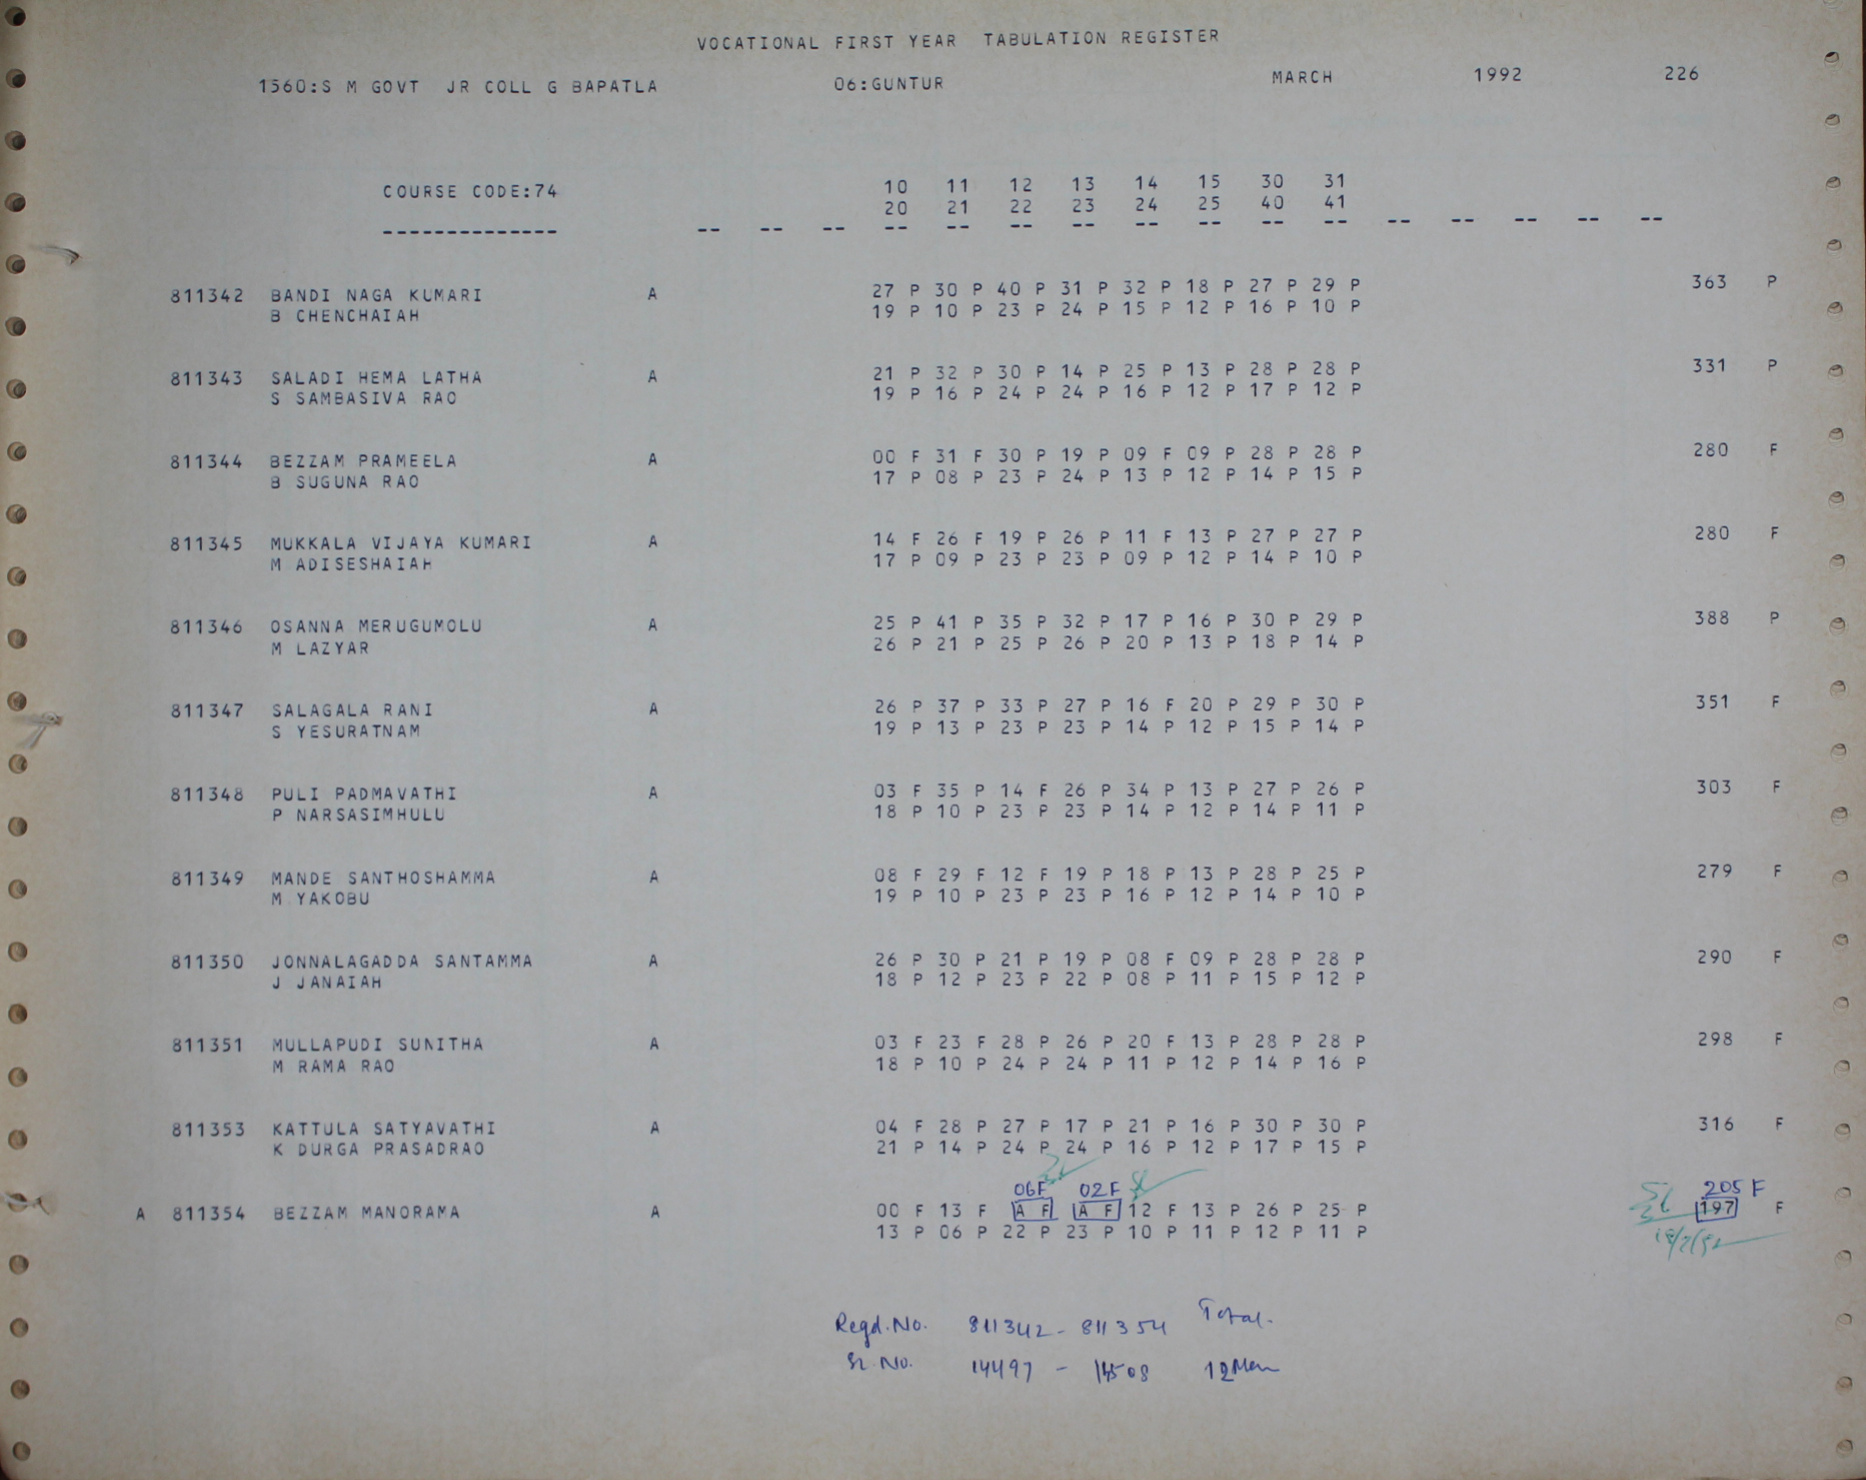 VOCATIONAL FIRST YEAR TABULATION REGISTER
1560:S M GOVT JR COLL G BAPATLA 06:GUNTUR MARCH 1992 226
COURSE CODE:74 10 11 12 13 14 15 30 31
20 21 22 23 24 25 40 41
-------------- -- -- -- -- -- -- -- -- -- -- -- -- -- -- -- --
811342 BANDI NAGA KUMARI A 27 P 30 P 40 P 31 P 32 P 18 P 27 P 29 P 363 P
B CHENCHAIAH 19 P 10 P 23 P 24 P 15 P 12 P 16 P 10 P
811343 SALADI HEMA LATHA A 21 P 32 P 30 P 14 P 25 P 13 P 28 P 28 P 331 P
S SAMBASIVA RAO 19 P 16 P 24 P 24 P 16 P 12 P 17 P 12 P
811344 BEZZAM PRAMEELA A 00 F 31 F 30 P 19 P 09 F 09 P 28 P 28 P 280 F
B SUGUNA RAO 17 P 08 P 23 P 24 P 13 P 12 P 14 P 15 P
811345 MUKKALA VIJAYA KUMARI A 14 F 26 F 19 P 26 P 11 F 13 P 27 P 27 P 280 F
M ADISESHAIAH 17 P 09 P 23 P 23 P 09 P 12 P 14 P 10 P
811346 OSANNA MERUGUMOLU A 25 P 41 P 35 P 32 P 17 P 16 P 30 P 29 P 388 P
M LAZYAR 26 P 21 P 25 P 26 P 20 P 13 P 18 P 14 P
811347 SALAGALA RANI A 26 P 37 P 33 P 27 P 16 F 20 P 29 P 30 P 351 F
S YESURATNAM 19 P 13 P 23 P 23 P 14 P 12 P 15 P 14 P
811348 PULI PADMAVATHI A 03 F 35 P 14 F 26 P 34 P 13 P 27 P 26 P 303 F
P NARSASIMHULU 18 P 10 P 23 P 23 P 14 P 12 P 14 P 11 P
811349 MANDE SANTHOSHAMMA A 08 F 29 F 12 F 19 P 18 P 13 P 28 P 25 P 279 F
M YAKOBU 19 P 10 P 23 P 23 P 16 P 12 P 14 P 10 P
811350 JONNALAGADDA SANTAMMA A 26 P 30 P 21 P 19 P 08 F 09 P 28 P 28 P 290 F
J JANAIAH 18 P 12 P 23 P 22 P 08 P 11 P 15 P 12 P
811351 MULLAPUDI SUNITHA A 03 F 23 F 28 P 26 P 20 F 13 P 28 P 28 P 298 F
M RAMA RAO 18 P 10 P 24 P 24 P 11 P 12 P 14 P 16 P
811353 KATTULA SATYAVATHI A 04 F 28 P 27 P 17 P 21 P 16 P 30 P 30 P 316 F
K DURGA PRASADRAO 21 P 14 P 24 P 24 P 16 P 12 P 17 P 15 P
06F 02F 205 F
A 811354 BEZZAM MANORAMA A 00 F 13 F A F A F 12 F 13 P 26 P 25 P 197 F
13 P 06 P 22 P 23 P 10 P 11 P 12 P 11 P
Regd.No. 811342 - 811354 Total.
Sr.No. 14497 - 14508